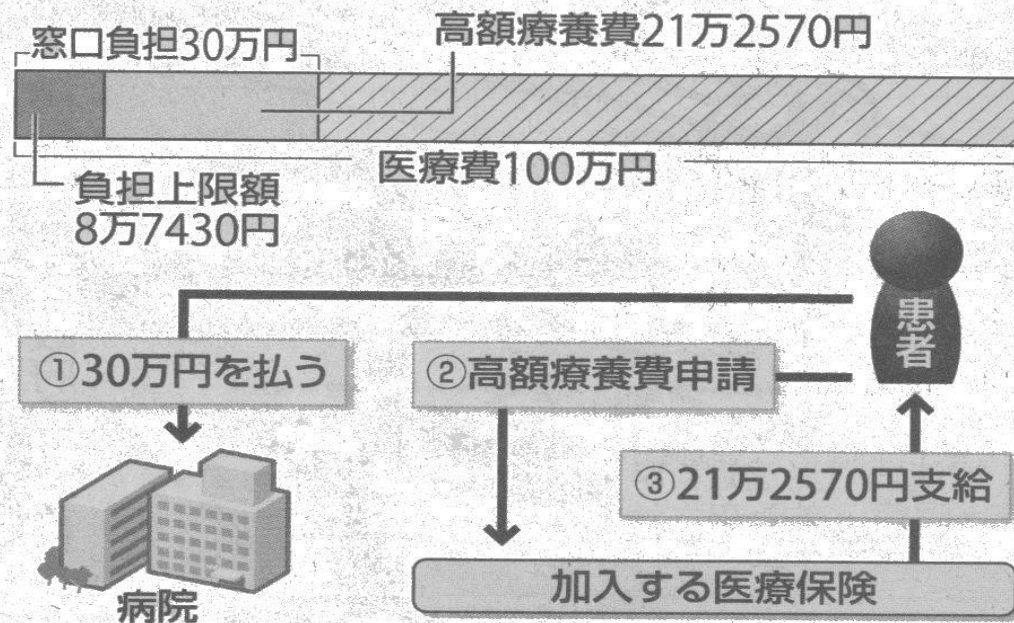 窓口負担30万円
高額療養費21万2570円
医療費100万円
負担上限額
8万7430円
患者
①30万円を払う
②高額療養費申請
③21万2570円支給
病院
加入する医療保険